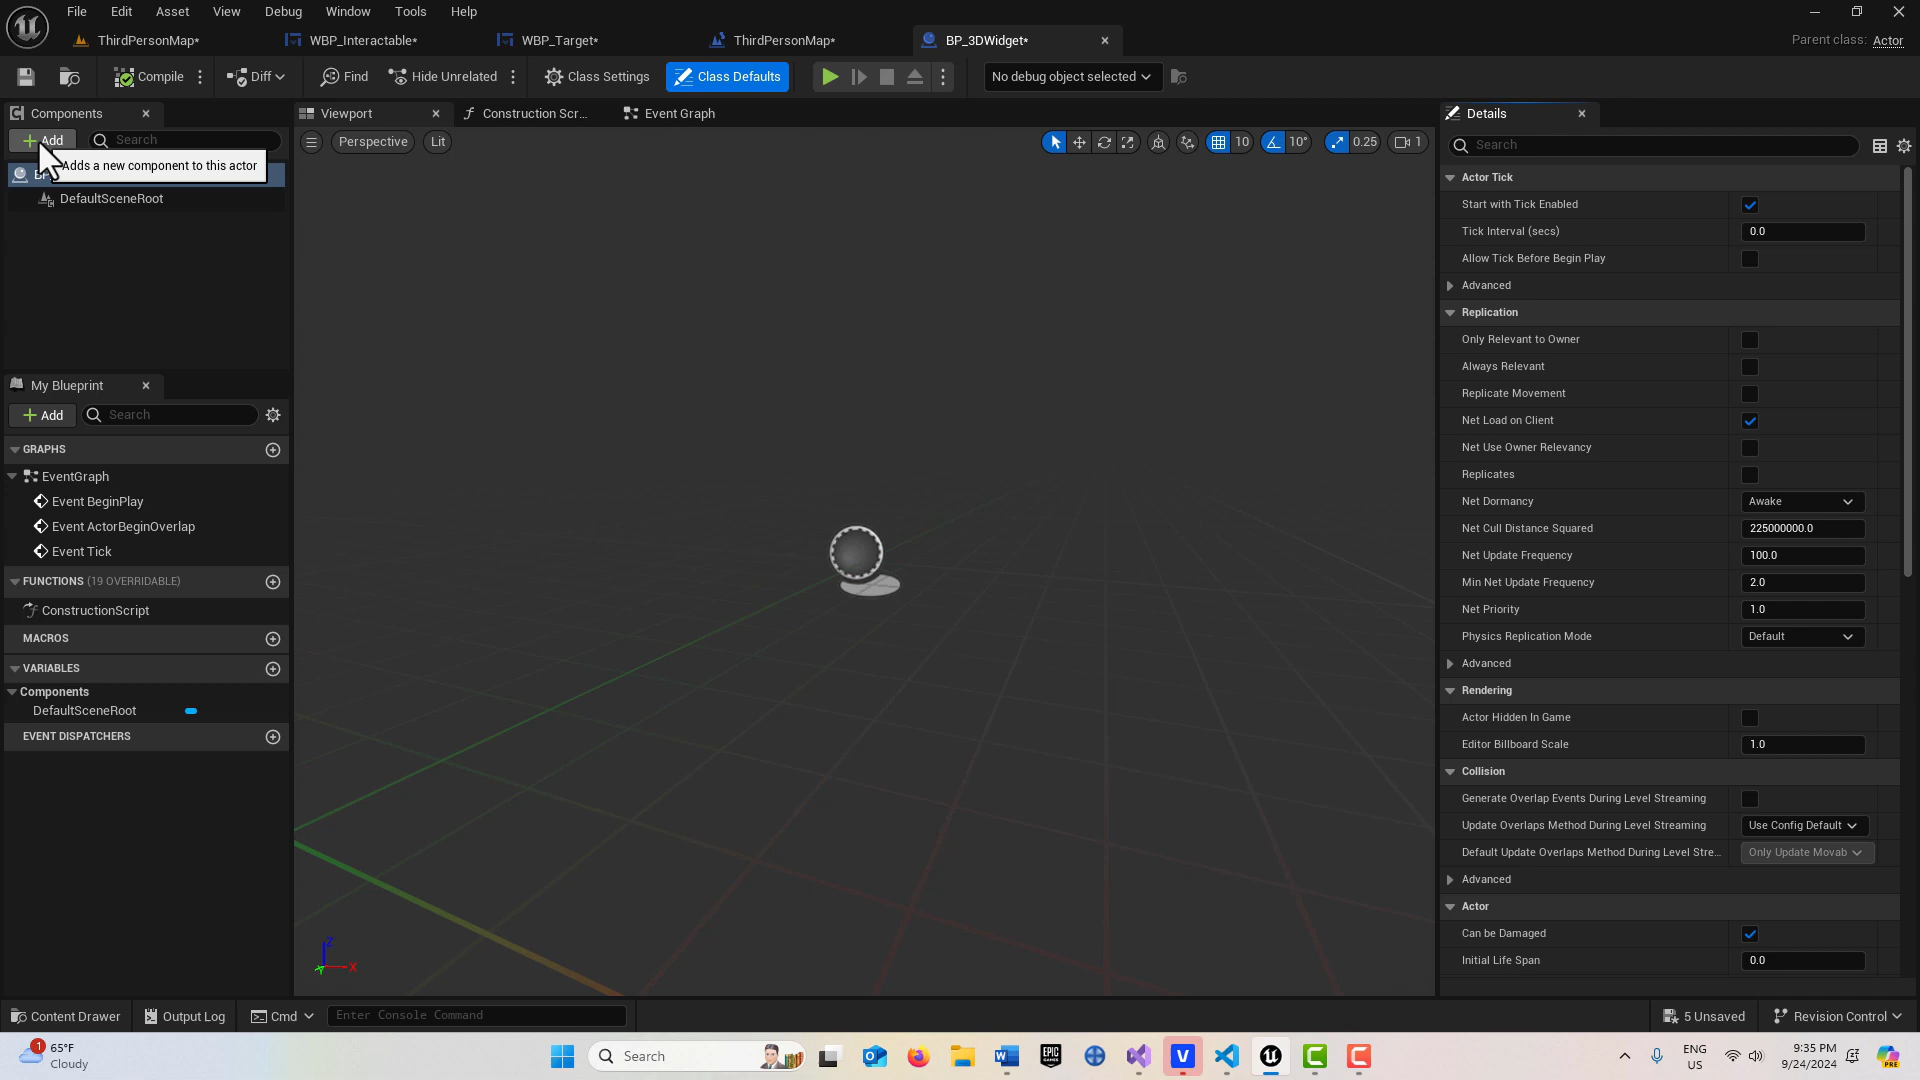 File Edit Asset View Debug Window Tools Help
ThirdPersonMap* WBP_Interactable* WBP_Target* ThirdPersonMap* BP_3DWidget* Parent class: Actor
Compile Diff Find Hide Unrelated Class Settings Class Defaults No debug object selected
Components Viewport Construction Scr... Event Graph Details
Add Search Perspective Lit 10 10° 0.25 1 Search
Adds a new component to this actor
DefaultSceneRoot
My Blueprint
Add Search
GRAPHS
EventGraph
Event BeginPlay
Event ActorBeginOverlap
Event Tick
FUNCTIONS (19 OVERRIDABLE)
ConstructionScript
MACROS
VARIABLES
Components
DefaultSceneRoot
EVENT DISPATCHERS
Z
X
Y
Actor Tick
Start with Tick Enabled
Tick Interval (secs) 0.0
Allow Tick Before Begin Play
Advanced
Replication
Only Relevant to Owner
Always Relevant
Replicate Movement
Net Load on Client
Net Use Owner Relevancy
Replicates
Net Dormancy Awake
Net Cull Distance Squared 225000000.0
Net Update Frequency 100.0
Min Net Update Frequency 2.0
Net Priority 1.0
Physics Replication Mode Default
Advanced
Rendering
Actor Hidden In Game
Editor Billboard Scale 1.0
Collision
Generate Overlap Events During Level Streaming
Update Overlaps Method During Level Streaming Use Config Default
Default Update Overlaps Method During Level Stre... Only Update Movab
Advanced
Actor
Can be Damaged
Initial Life Span 0.0
Content Drawer Output Log Cmd Enter Console Command 5 Unsaved Revision Control
1 65°F
Cloudy
Search
EPIC GAMES
ENG
US
9:35 PM
9/24/2024
PRE